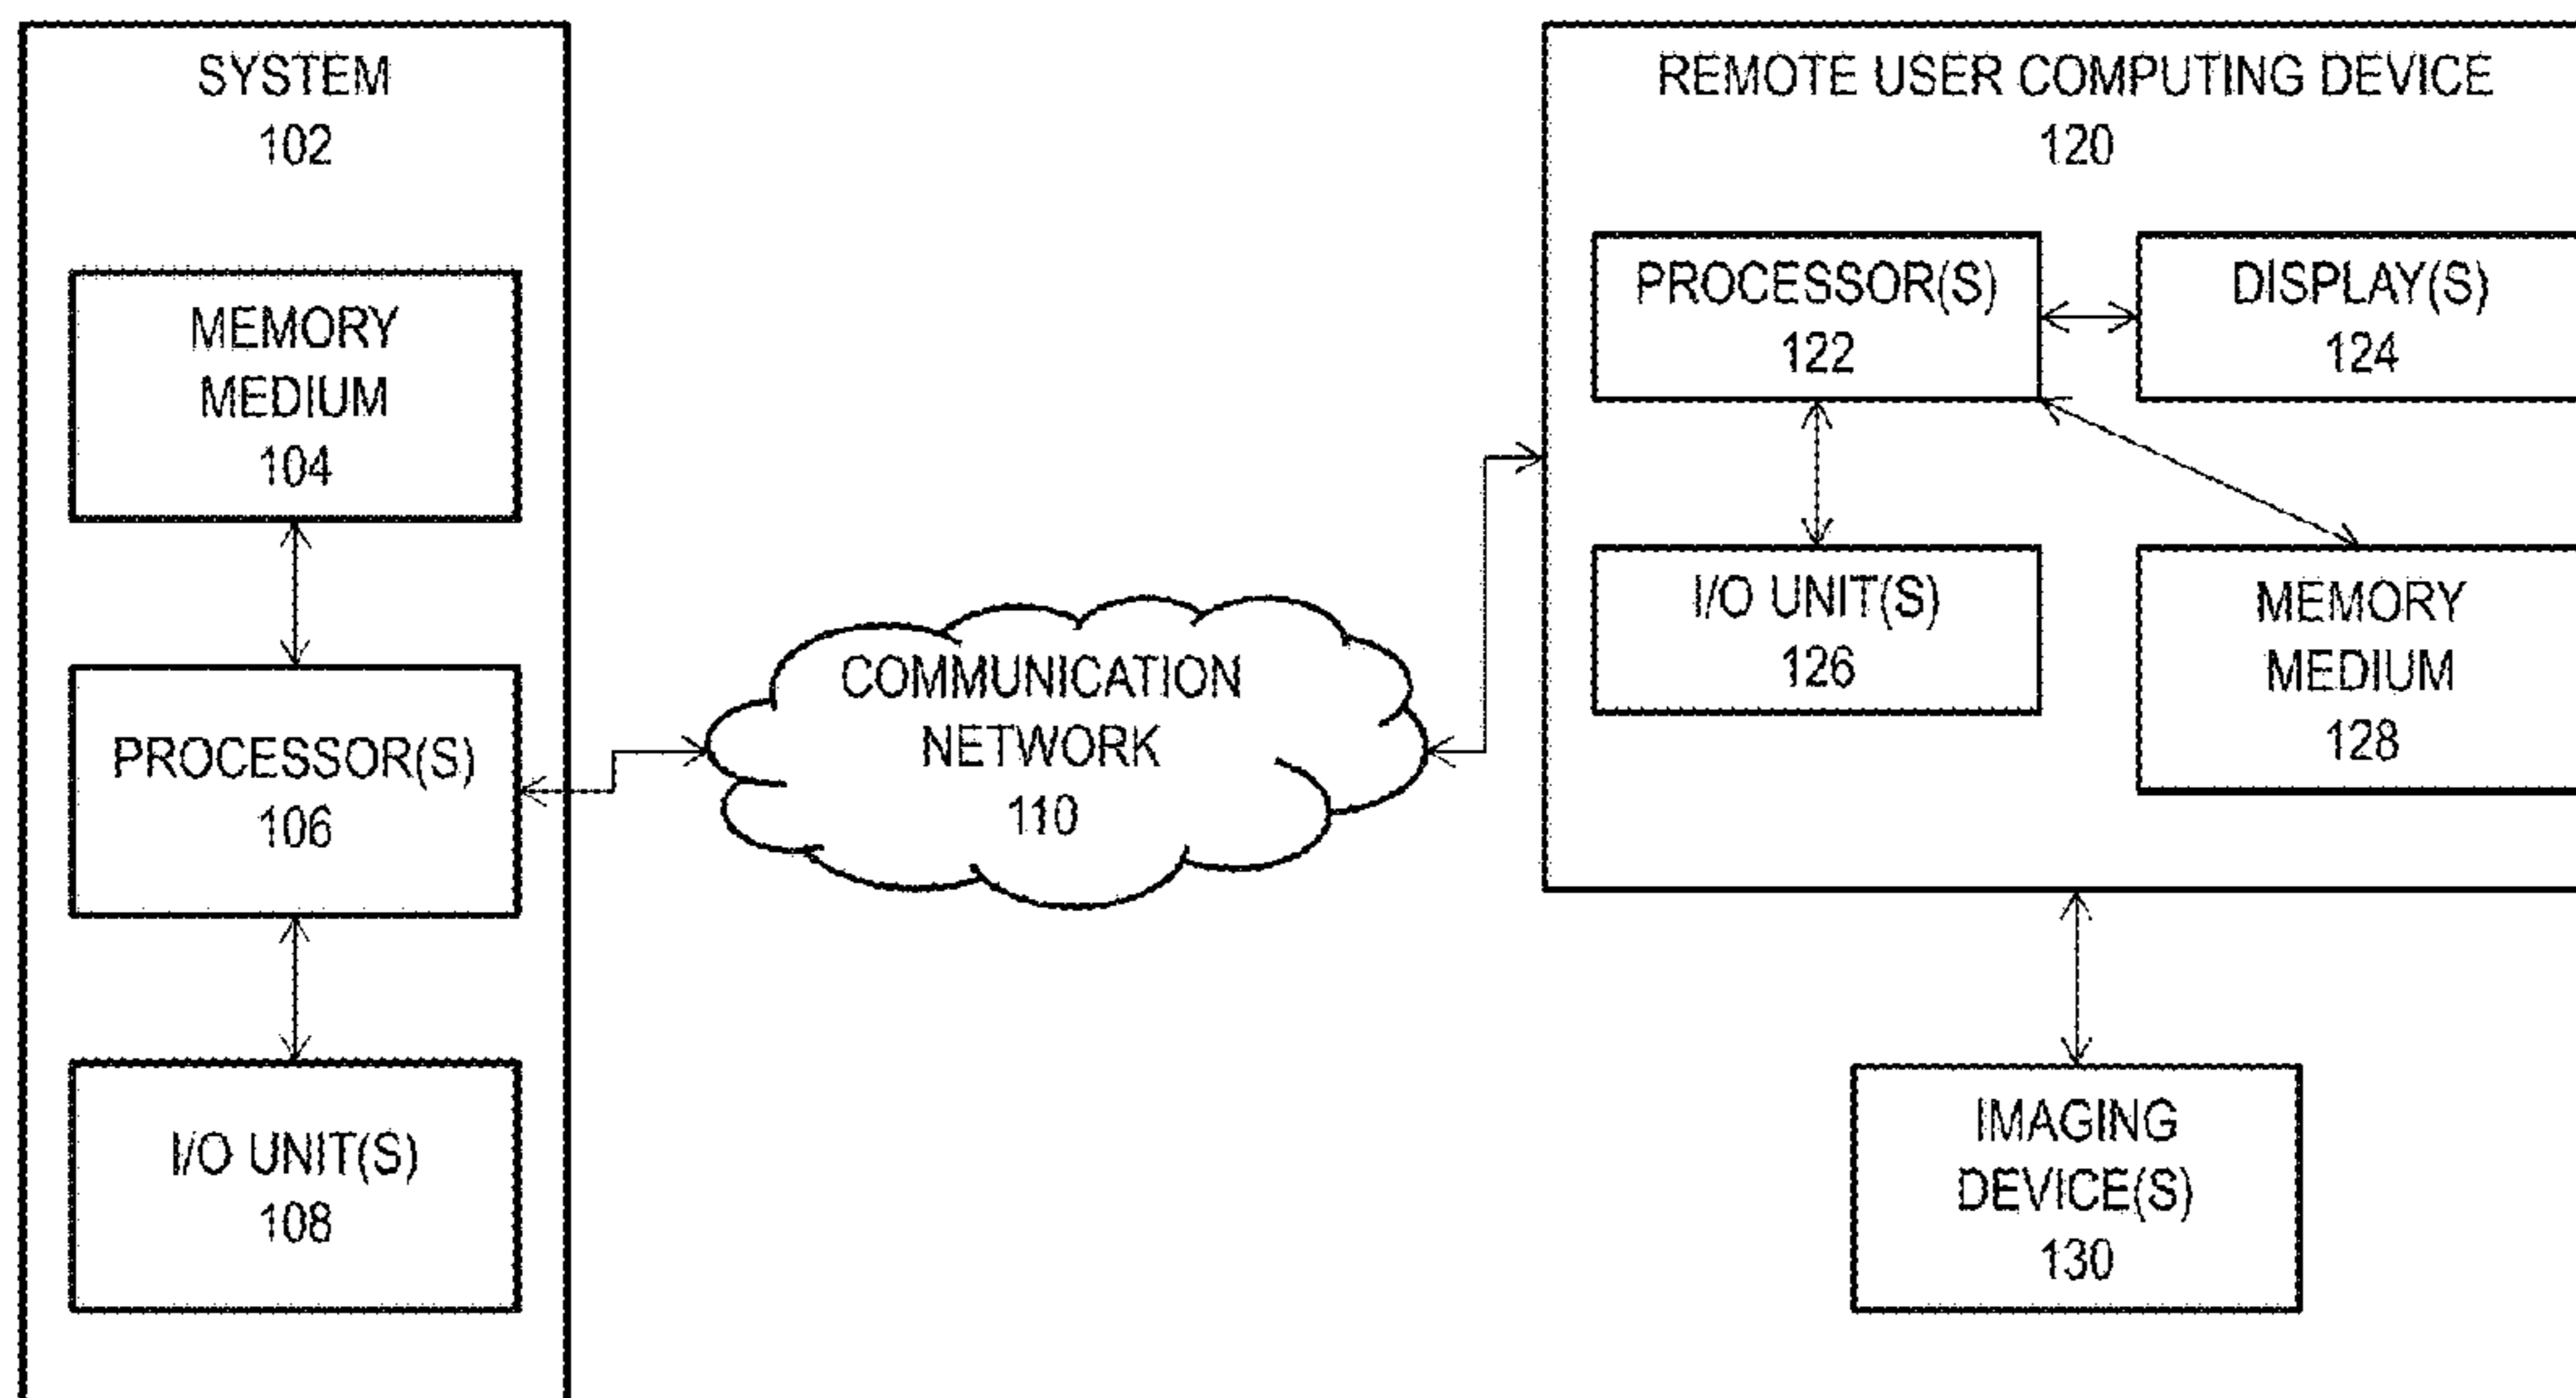 SYSTEM
102
MEMORY
MEDIUM
104
PROCESSOR(S)
106
I/O UNIT(S)
108
COMMUNICATION
NETWORK
110
REMOTE USER COMPUTING DEVICE
120
PROCESSOR(S)
122
DISPLAY(S)
124
I/O UNIT(S)
126
MEMORY
MEDIUM
128
IMAGING
DEVICE(S)
130